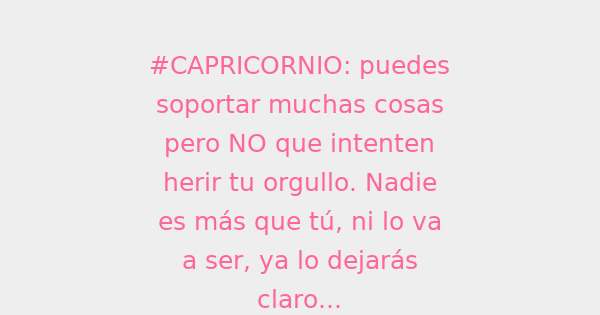 #CAPRICORNIO: puedes
soportar muchas cosas
pero NO que intenten
herir tu orgullo. Nadie
es más que tú, ni lo va
a ser, ya lo dejarás
claro...